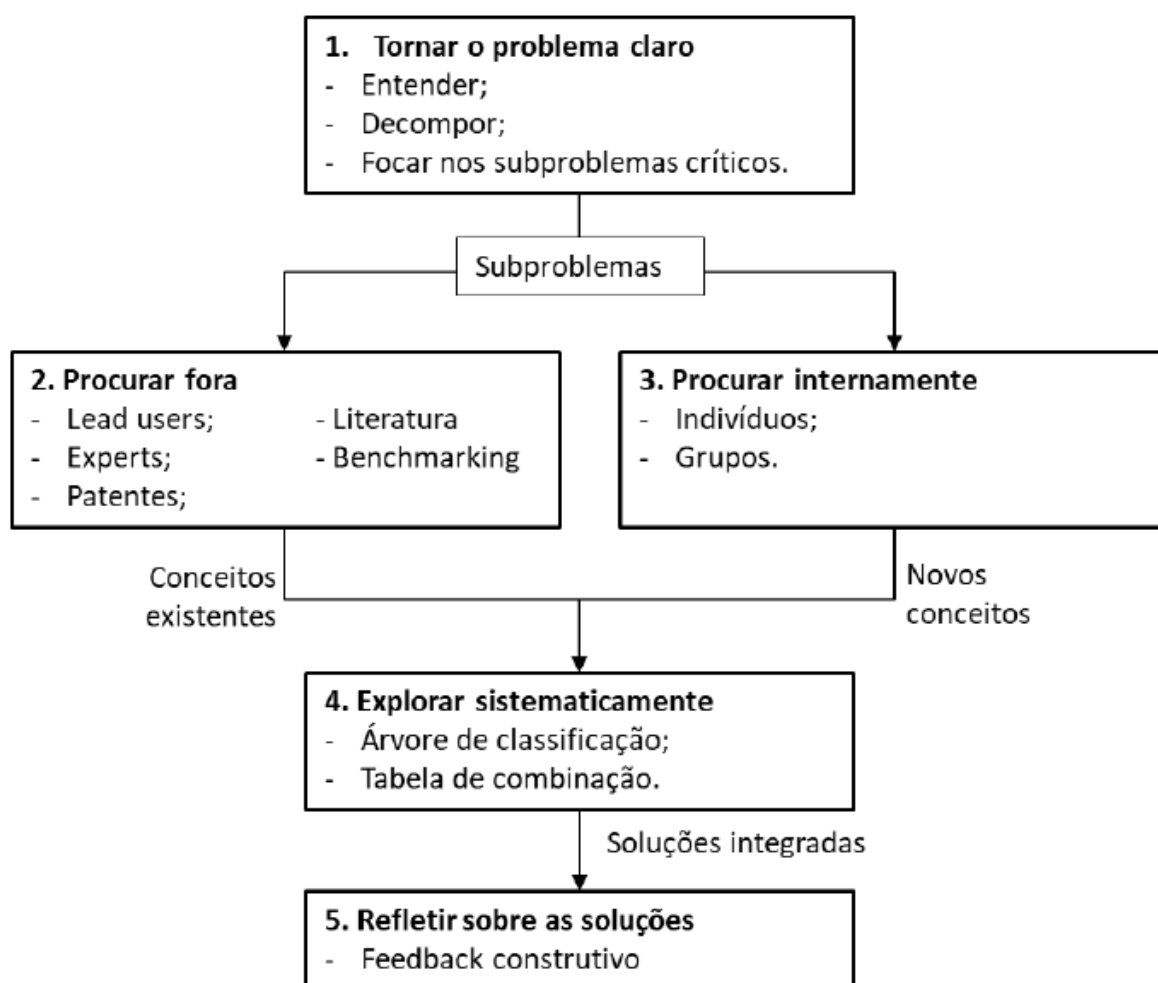 1. Tornar o problema claro
- Entender;
- Decompor;
- Focar nos subproblemas críticos.
Subproblemas
2. Procurar fora
- Lead users; - Literatura
- Experts; - Benchmarking
- Patentes;
3. Procurar internamente
- Indivíduos;
- Grupos.
Conceitos
existentes
Novos
conceitos
4. Explorar sistematicamente
- Árvore de classificação;
- Tabela de combinação.
Soluções integradas
5. Refletir sobre as soluções
- Feedback construtivo